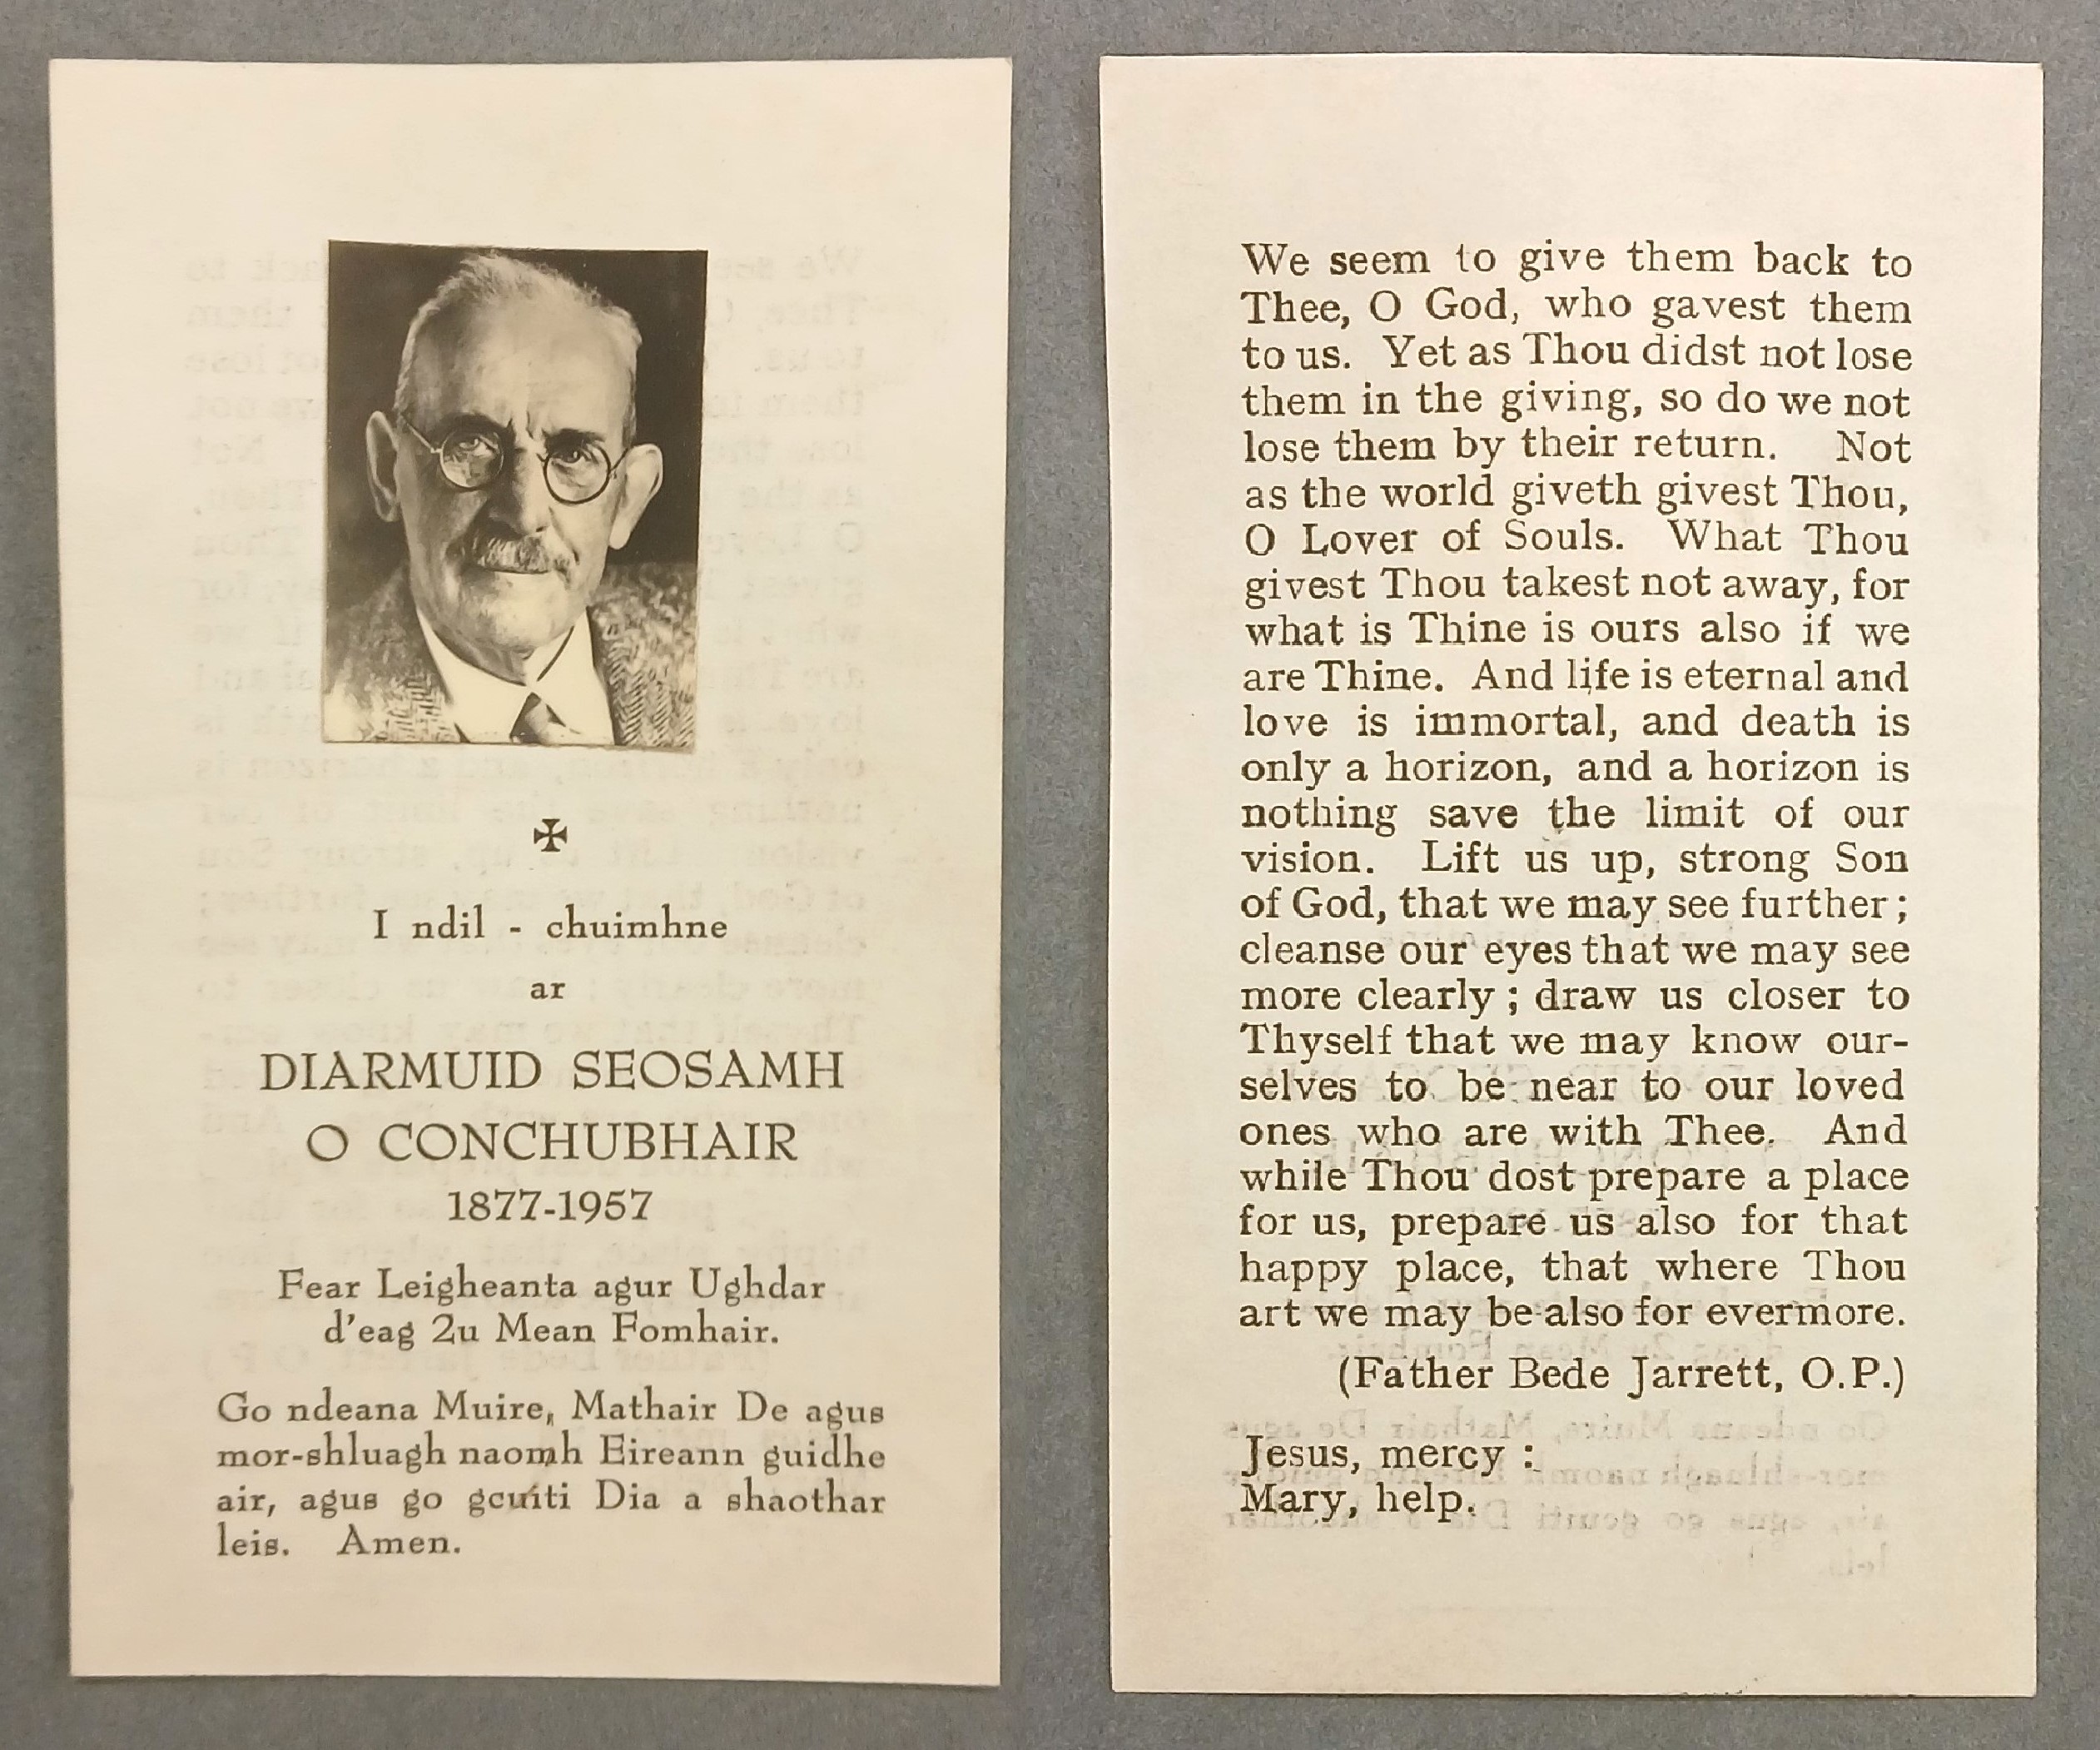 I ndil - chuimhne
ar
DIARMUID SEOSAMH
O CONCHUBHAIR
1877-1957
Fear Leigheanta agur Ughdar
d'eag 2u Mean Fomhair.
Go ndeana Muire, Mathair De agus
mor-shluagh naomh Eireann guidhe
air, agus go gcuíti Dia a shaothar
leis. Amen.
We seem to give them back to
Thee, O God, who gavest them
to us. Yet as Thou didst not lose
them in the giving, so do we not
lose them by their return. Not
as the world giveth givest Thou,
O Lover of Souls. What Thou
givest Thou takest not away, for
what is Thine is ours also if we
are Thine. And life is eternal and
love is immortal, and death is
only a horizon, and a horizon is
nothing save the limit of our
vision. Lift us up, strong Son
of God, that we may see further;
cleanse our eyes that we may see
more clearly; draw us closer to
Thyself that we may know our-
selves to be near to our loved
ones who are with Thee. And
while Thou dost prepare a place
for us, prepare us also for that
happy place, that where Thou
art we may be also for evermore.
(Father Bede Jarrett, O.P.)
Jesus, mercy :
Mary, help.